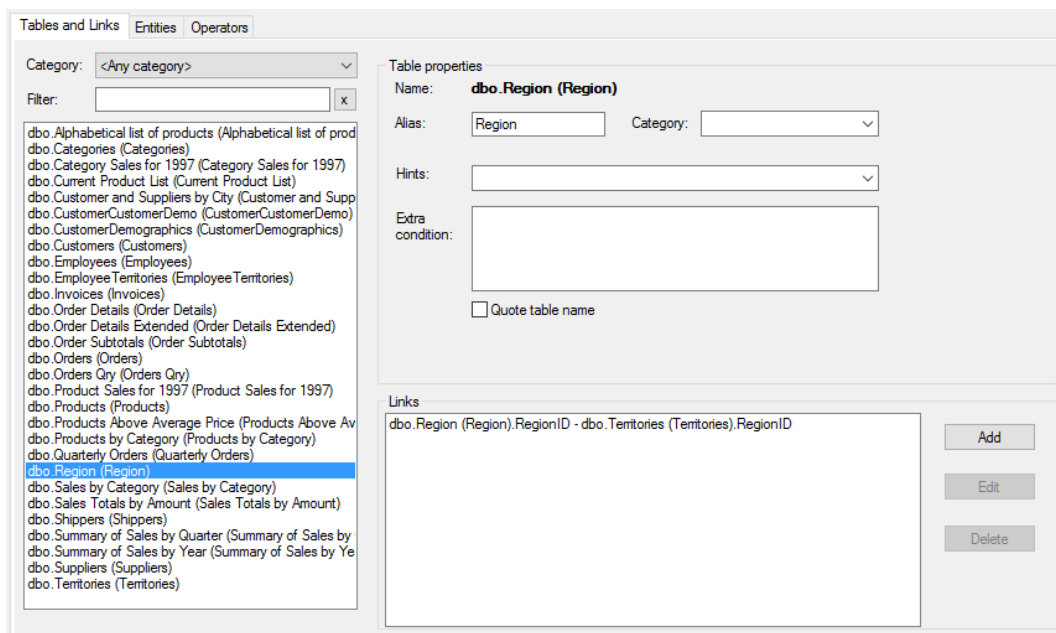 Tables and Links Entities Operators
Category: <Any category>
Filter: x
dbo.Alphabetical list of products (Alphabetical list of prod
dbo.Categories (Categories)
dbo.Category Sales for 1997 (Category Sales for 1997)
dbo.Current Product List (Current Product List)
dbo.Customer and Suppliers by City (Customer and Supp
dbo.CustomerCustomerDemo (CustomerCustomerDemo)
dbo.CustomerDemographics (CustomerDemographics)
dbo.Customers (Customers)
dbo.Employees (Employees)
dbo.EmployeeTerritories (EmployeeTerritories)
dbo.Invoices (Invoices)
dbo.Order Details (Order Details)
dbo.Order Details Extended (Order Details Extended)
dbo.Order Subtotals (Order Subtotals)
dbo.Orders (Orders)
dbo.Orders Qry (Orders Qry)
dbo.Product Sales for 1997 (Product Sales for 1997)
dbo.Products (Products)
dbo.Products Above Average Price (Products Above Av
dbo.Products by Category (Products by Category)
dbo.Quarterly Orders (Quarterly Orders)
dbo.Region (Region)
dbo.Sales by Category (Sales by Category)
dbo.Sales Totals by Amount (Sales Totals by Amount)
dbo.Shippers (Shippers)
dbo.Summary of Sales by Quarter (Summary of Sales by
dbo.Summary of Sales by Year (Summary of Sales by Ye
dbo.Suppliers (Suppliers)
dbo.Territories (Territories)
Table properties
Name: dbo.Region (Region)
Alias: Region Category:
Hints:
Extra
condition:
Quote table name
Links
dbo.Region (Region).RegionID - dbo.Territories (Territories).RegionID
Add
Edit
Delete